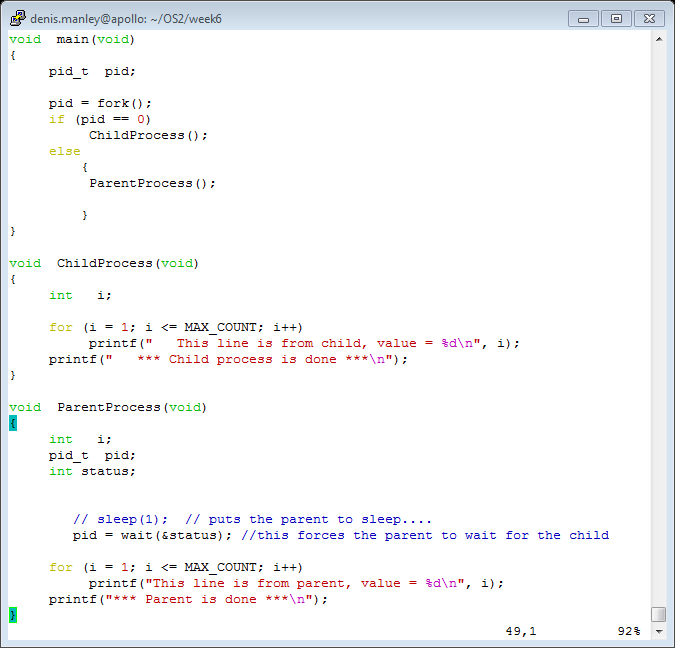 denis.manley@apollo: ~/OS2/week6
void  main(void)
{
     pid_t  pid;
     pid = fork();
     if (pid == 0)
          ChildProcess();
     else
         {
          ParentProcess();
         }
}
void  ChildProcess(void)
{
     int   i;
     for (i = 1; i <= MAX_COUNT; i++)
          printf("   This line is from child, value = %d\n", i);
     printf("   *** Child process is done ***\n");
}
void  ParentProcess(void)
{
     int   i;
     pid_t  pid;
     int status;
        // sleep(1);  // puts the parent to sleep....
        pid = wait(&status); //this forces the parent to wait for the child
     for (i = 1; i <= MAX_COUNT; i++)
          printf("This line is from parent, value = %d\n", i);
     printf("*** Parent is done ***\n");
}
49,1          92%